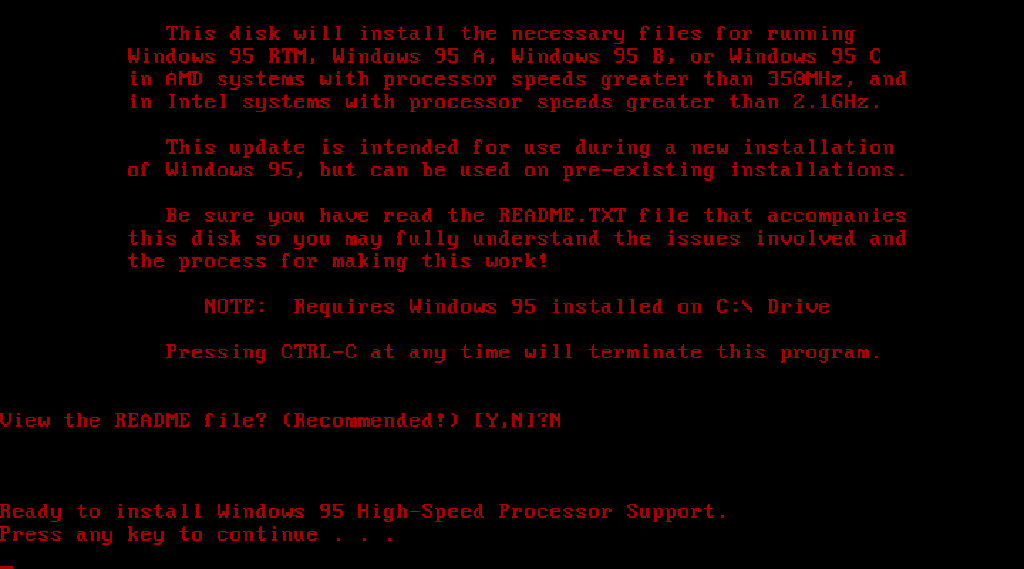 This disk will install the necessary files for running
Windows 95 RTM, Windows 95 A, Windows 95 B, or Windows 95 C
in AMD systems with processor speeds greater than 350MHz, and
in Intel systems with processor speeds greater than 2.1GHz.
This update is intended for use during a new installation
of Windows 95, but can be used on pre-existing installations.
Be sure you have read the README.TXT file that accompanies
this disk so you may fully understand the issues involved and
the process for making this work!
NOTE:  Requires Windows 95 installed on C:\ Drive
Pressing CTRL-C at any time will terminate this program.
View the README file? (Recommended!) [Y,N]?N
Ready to install Windows 95 High-Speed Processor Support.
Press any key to continue . . .